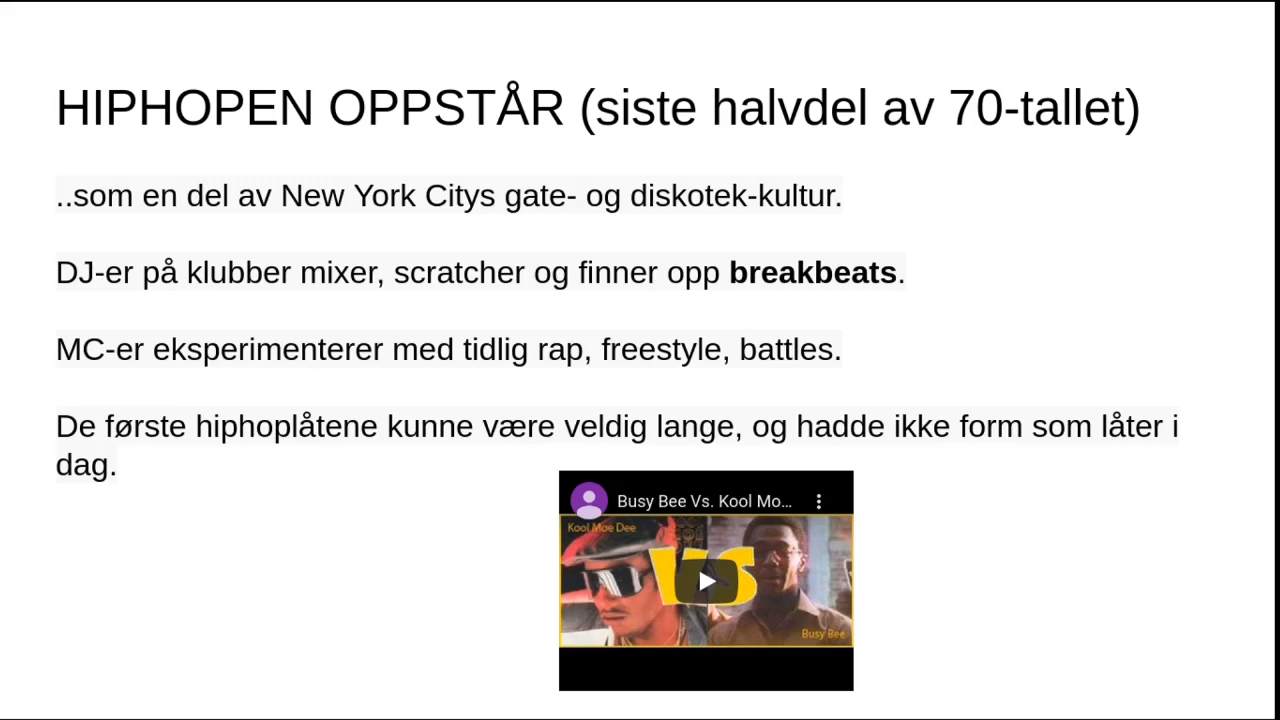 HIPHOPEN OPPSTÅR (siste halvdel av 70-tallet)
..som en del av New York Citys gate- og diskotek-kultur.
DJ-er på klubber mixer, scratcher og finner opp breakbeats.
MC-er eksperimenterer med tidlig rap, freestyle, battles.
De første hiphoplåtene kunne være veldig lange, og hadde ikke form som låter i
dag.
Busy Bee Vs. Kool Mo...
Kool Moe Dee
VS
Busy Bee